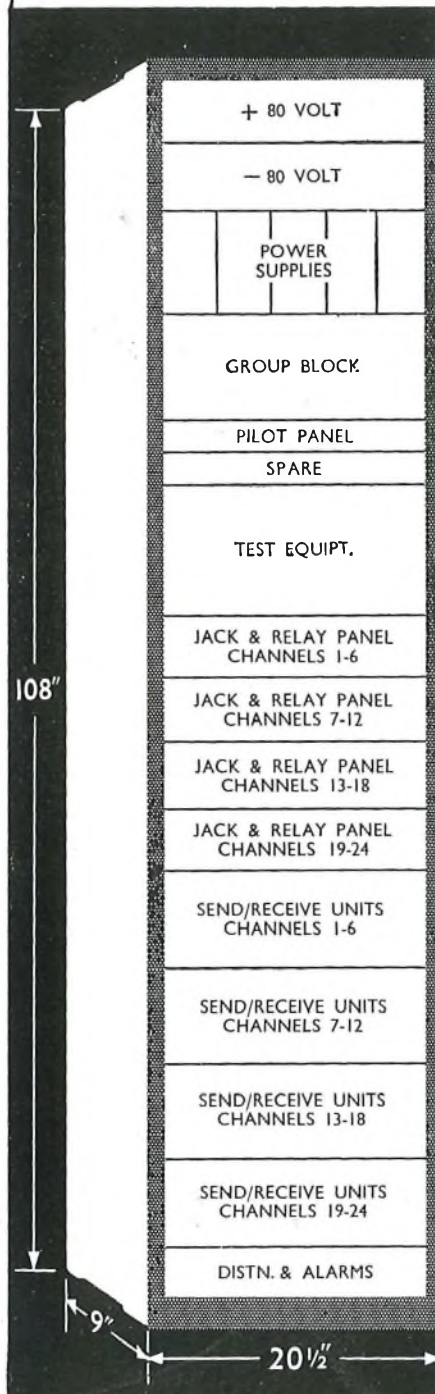 + 80 VOLT
− 80 VOLT
POWER
SUPPLIES
GROUP BLOCK
PILOT PANEL
SPARE
TEST EQUIPT.
JACK & RELAY PANEL
CHANNELS 1-6
JACK & RELAY PANEL
CHANNELS 7-12
JACK & RELAY PANEL
CHANNELS 13-18
JACK & RELAY PANEL
CHANNELS 19-24
SEND/RECEIVE UNITS
CHANNELS 1-6
SEND/RECEIVE UNITS
CHANNELS 7-12
SEND/RECEIVE UNITS
CHANNELS 13-18
SEND/RECEIVE UNITS
CHANNELS 19-24
DISTN. & ALARMS
108"
9"
20½"